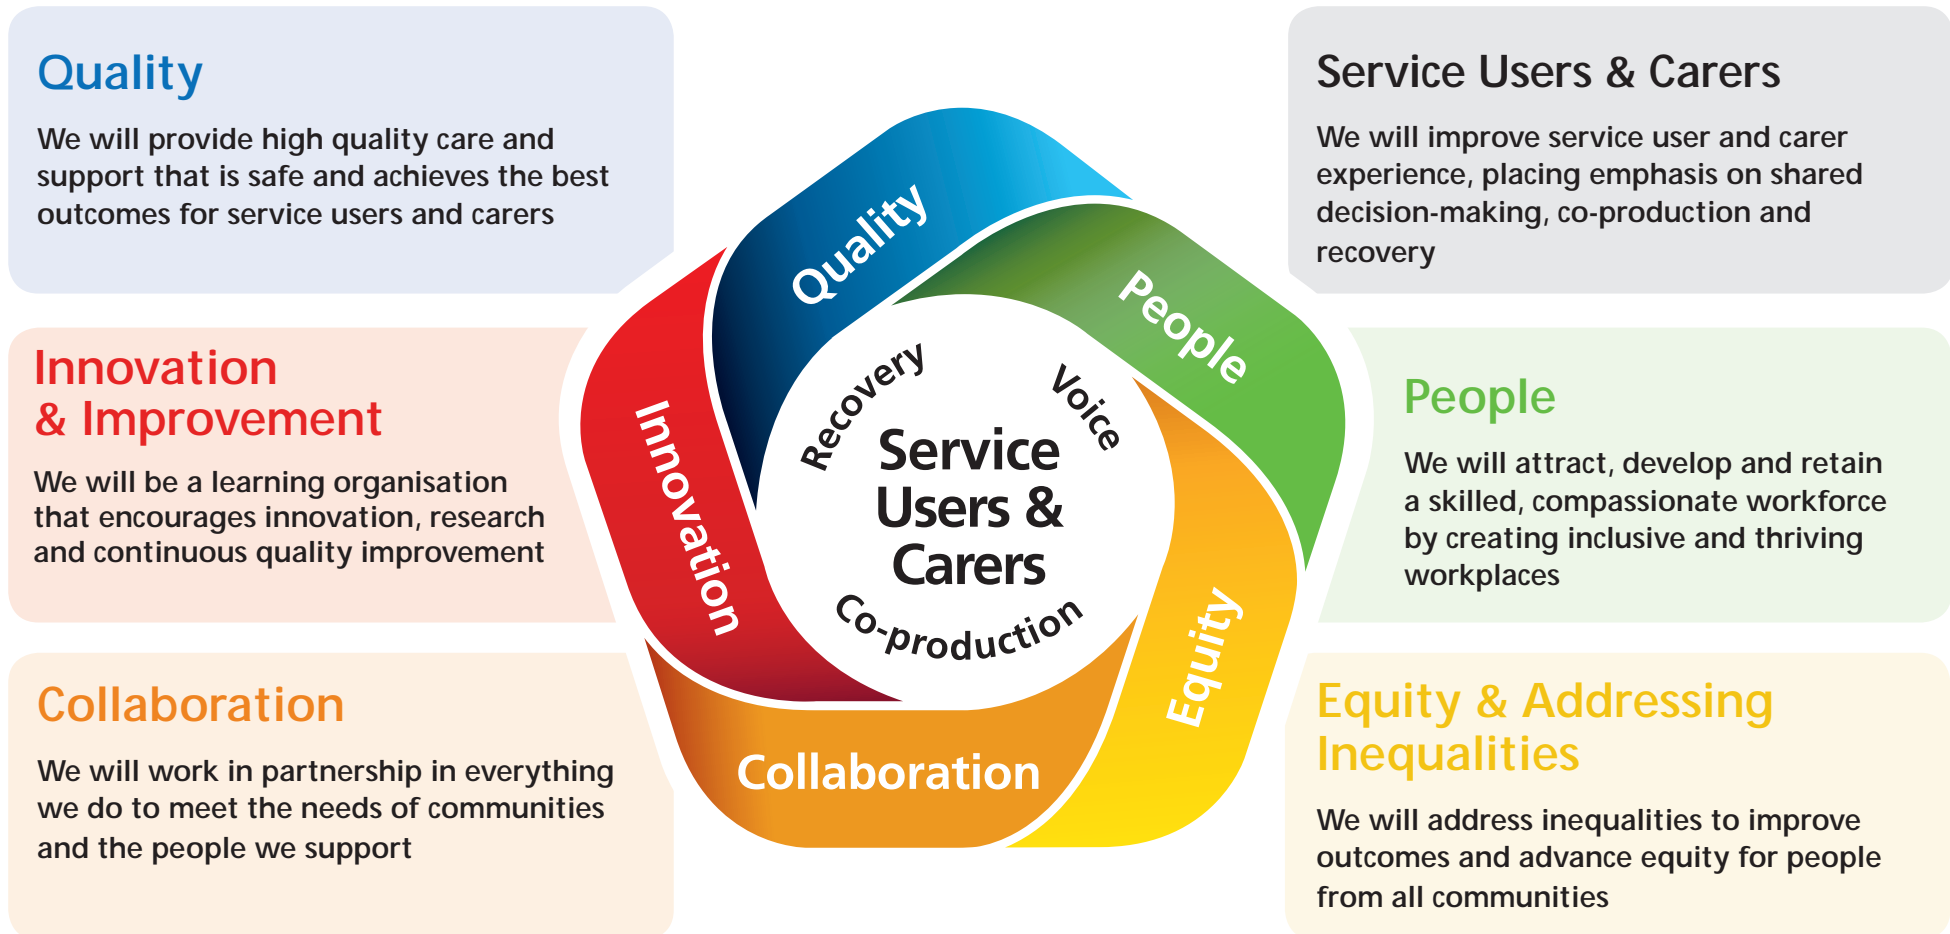 Quality
We will provide high quality care and
support that is safe and achieves the best
outcomes for service users and carers
Innovation
& Improvement
We will be a learning organisation
that encourages innovation, research
and continuous quality improvement
Collaboration
We will work in partnership in everything
we do to meet the needs of communities
and the people we support
Quality
People
Equity
Collaboration
Innovation
Recovery
Voice
Service
Users &
Carers
Co-production
Service Users & Carers
We will improve service user and carer
experience, placing emphasis on shared
decision-making, co-production and
recovery
People
We will attract, develop and retain
a skilled, compassionate workforce
by creating inclusive and thriving
workplaces
Equity & Addressing
Inequalities
We will address inequalities to improve
outcomes and advance equity for people
from all communities